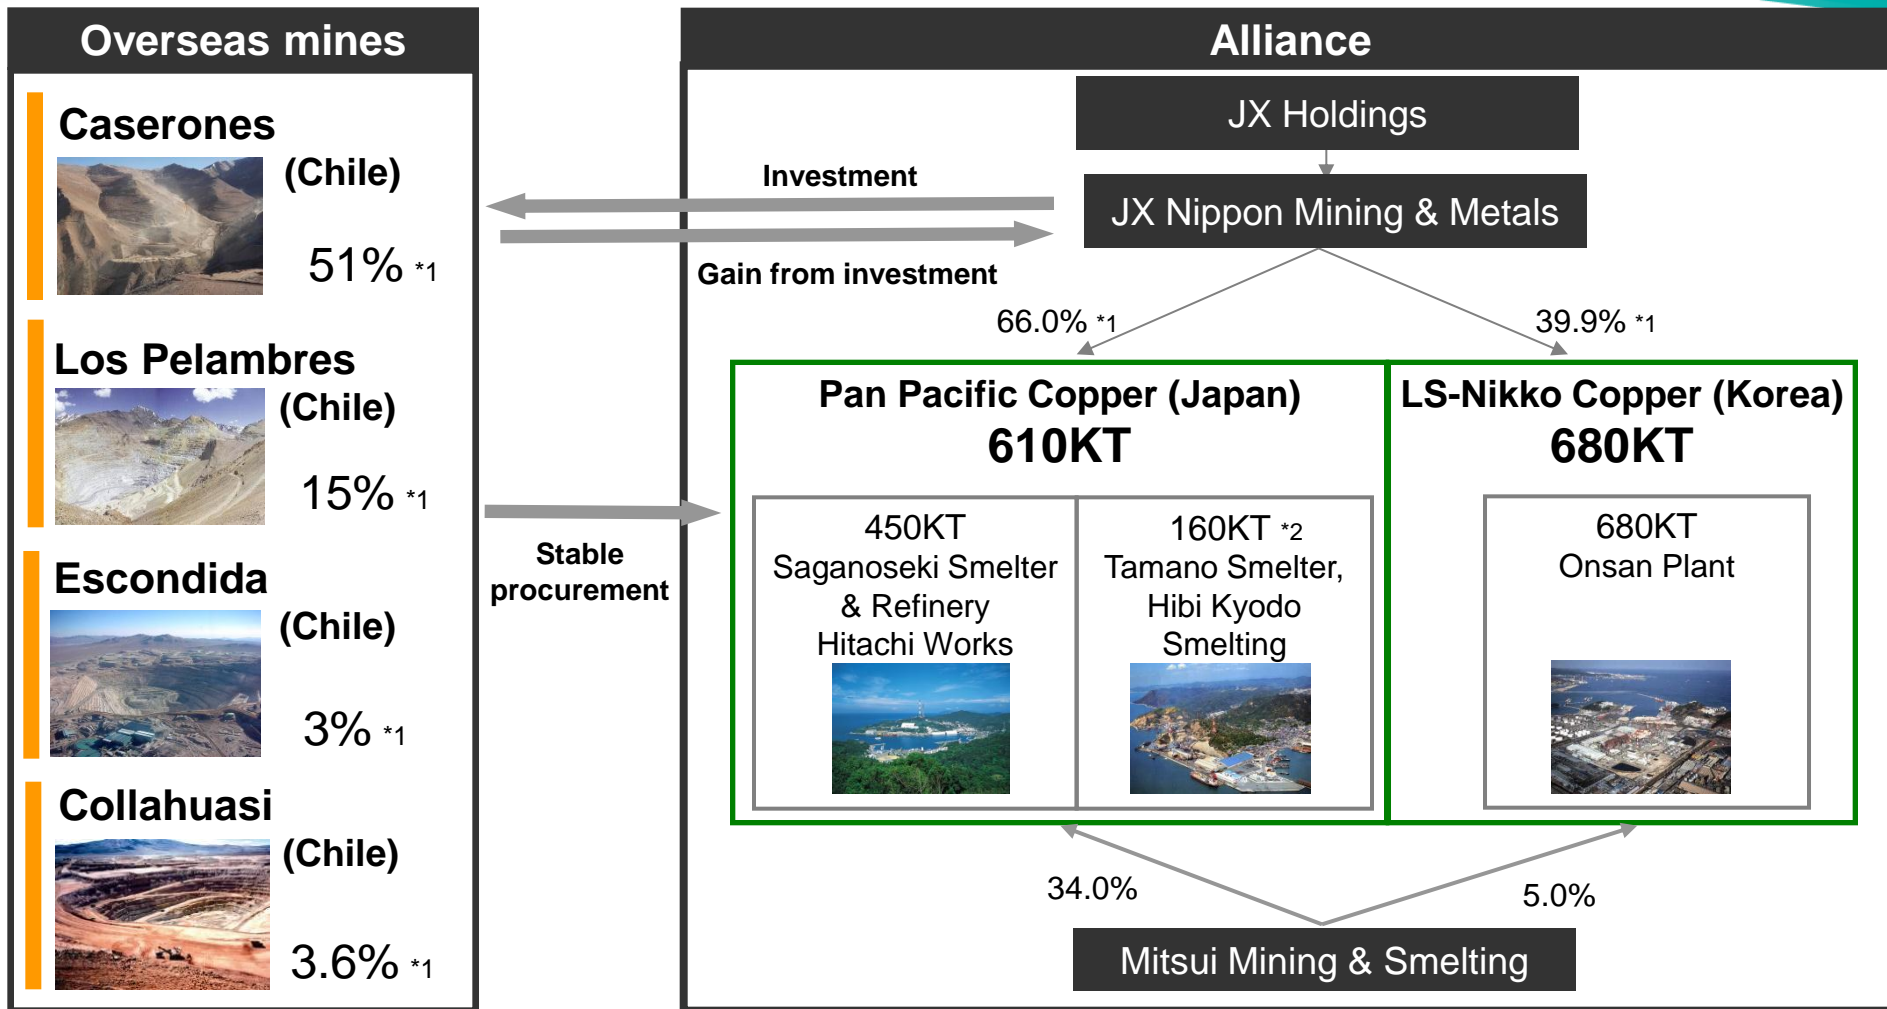 Overseas mines
Caserones
(Chile)
51% *1
Los Pelambres
(Chile)
15% *1
Escondida
(Chile)
3% *1
Collahuasi
(Chile)
3.6% *1
Investment
Gain from investment
Stable
procurement
Alliance
JX Holdings
JX Nippon Mining & Metals
66.0% *1
39.9% *1
Pan Pacific Copper (Japan)
610KT
450KT
Saganoseki Smelter
& Refinery
Hitachi Works
160KT *2
Tamano Smelter,
Hibi Kyodo
Smelting
LS-Nikko Copper (Korea)
680KT
680KT
Onsan Plant
34.0%
5.0%
Mitsui Mining & Smelting